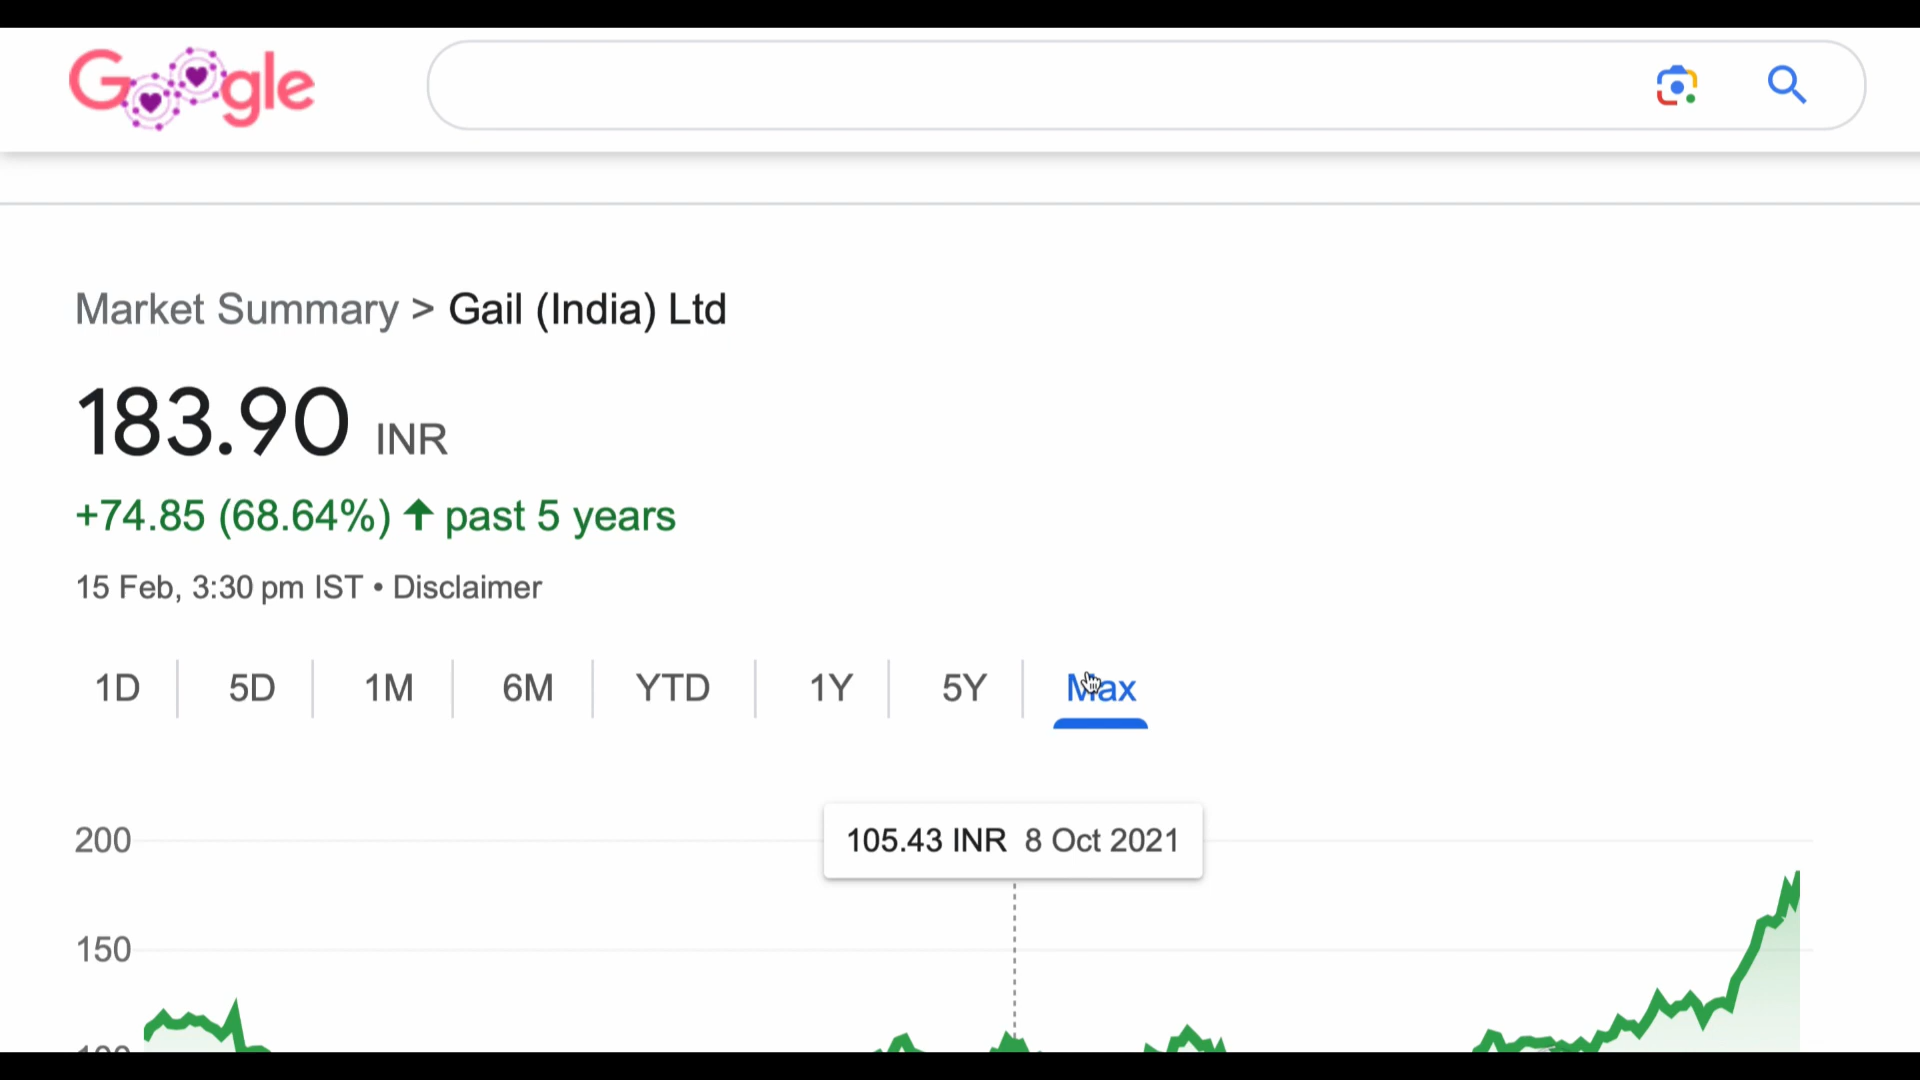 Google
Market Summary > Gail (India) Ltd
183.90 INR
+74.85 (68.64%) ↑ past 5 years
15 Feb, 3:30 pm IST • Disclaimer
1D 5D 1M 6M YTD 1Y 5Y Max
105.43 INR 8 Oct 2021
200
150
100